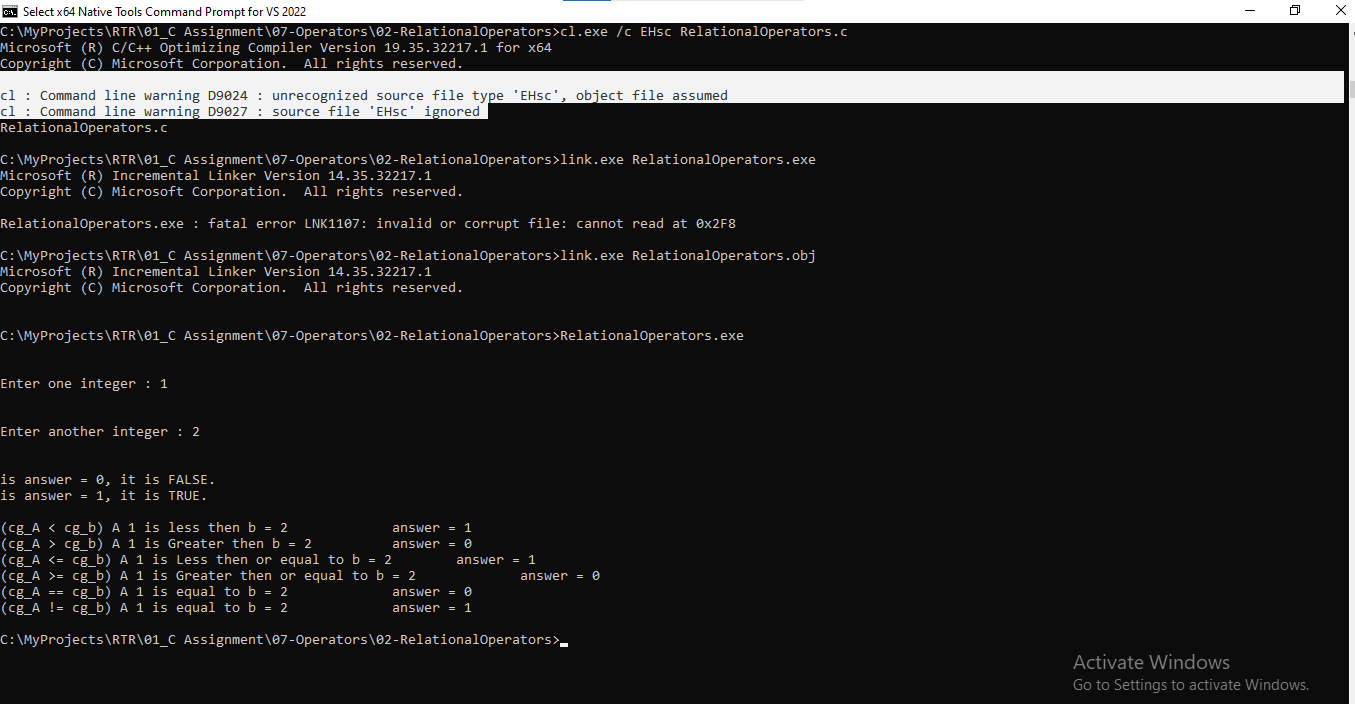 Select x64 Native Tools Command Prompt for VS 2022
C:\MyProjects\RTR\01_C Assignment\07-Operators\02-RelationalOperators>cl.exe /c EHsc RelationalOperators.c
Microsoft (R) C/C++ Optimizing Compiler Version 19.35.32217.1 for x64
Copyright (C) Microsoft Corporation.  All rights reserved.
cl : Command line warning D9024 : unrecognized source file type 'EHsc', object file assumed
cl : Command line warning D9027 : source file 'EHsc' ignored
RelationalOperators.c
C:\MyProjects\RTR\01_C Assignment\07-Operators\02-RelationalOperators>link.exe RelationalOperators.exe
Microsoft (R) Incremental Linker Version 14.35.32217.1
Copyright (C) Microsoft Corporation.  All rights reserved.
RelationalOperators.exe : fatal error LNK1107: invalid or corrupt file: cannot read at 0x2F8
C:\MyProjects\RTR\01_C Assignment\07-Operators\02-RelationalOperators>link.exe RelationalOperators.obj
Microsoft (R) Incremental Linker Version 14.35.32217.1
Copyright (C) Microsoft Corporation.  All rights reserved.
C:\MyProjects\RTR\01_C Assignment\07-Operators\02-RelationalOperators>RelationalOperators.exe
Enter one integer : 1
Enter another integer : 2
is answer = 0, it is FALSE.
is answer = 1, it is TRUE.
(cg_A < cg_b) A 1 is less then b = 2             answer = 1
(cg_A > cg_b) A 1 is Greater then b = 2          answer = 0
(cg_A <= cg_b) A 1 is Less then or equal to b = 2        answer = 1
(cg_A >= cg_b) A 1 is Greater then or equal to b = 2             answer = 0
(cg_A == cg_b) A 1 is equal to b = 2             answer = 0
(cg_A != cg_b) A 1 is equal to b = 2             answer = 1
C:\MyProjects\RTR\01_C Assignment\07-Operators\02-RelationalOperators>
Activate Windows
Go to Settings to activate Windows.